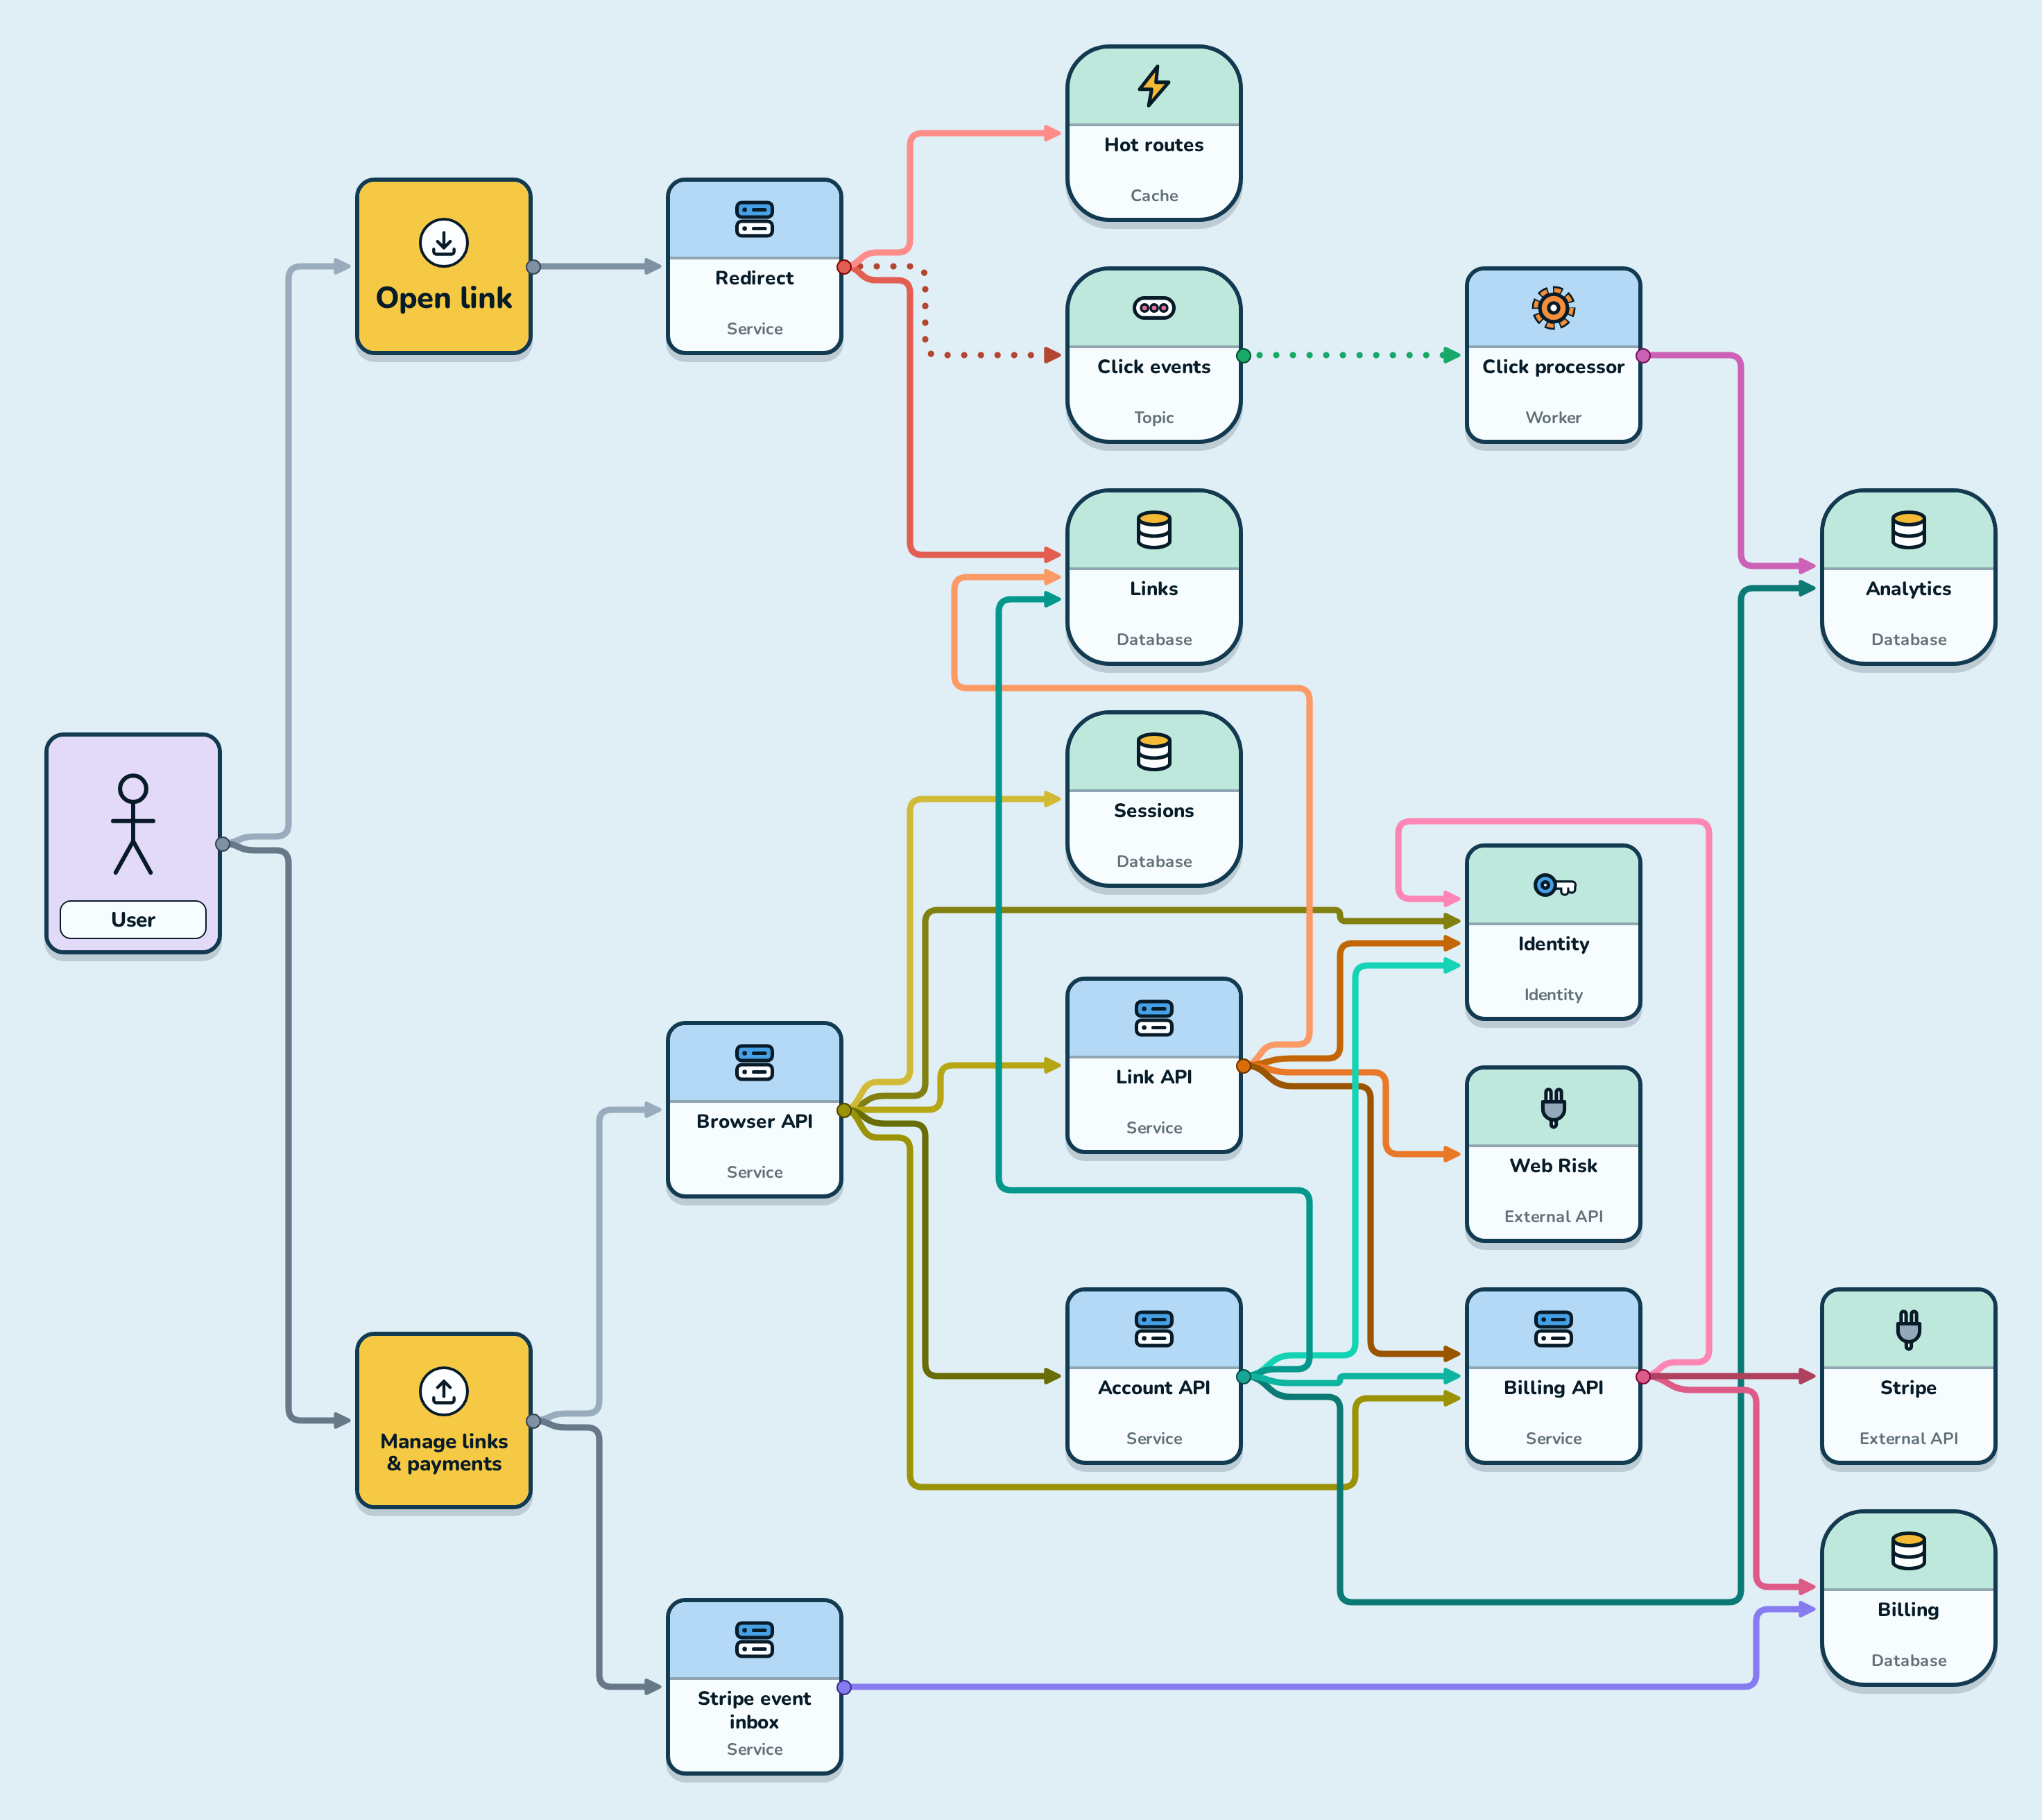 Hot routes
Cache
Open link
Redirect
Service
Click events
Topic
Click processor
Worker
Links
Database
Analytics
Database
Sessions
Database
User
Identity
Identity
Link API
Service
Browser API
Service
Web Risk
External API
Account API
Service
Billing API
Service
Stripe
External API
Manage links
& payments
Billing
Database
Stripe event
inbox
Service